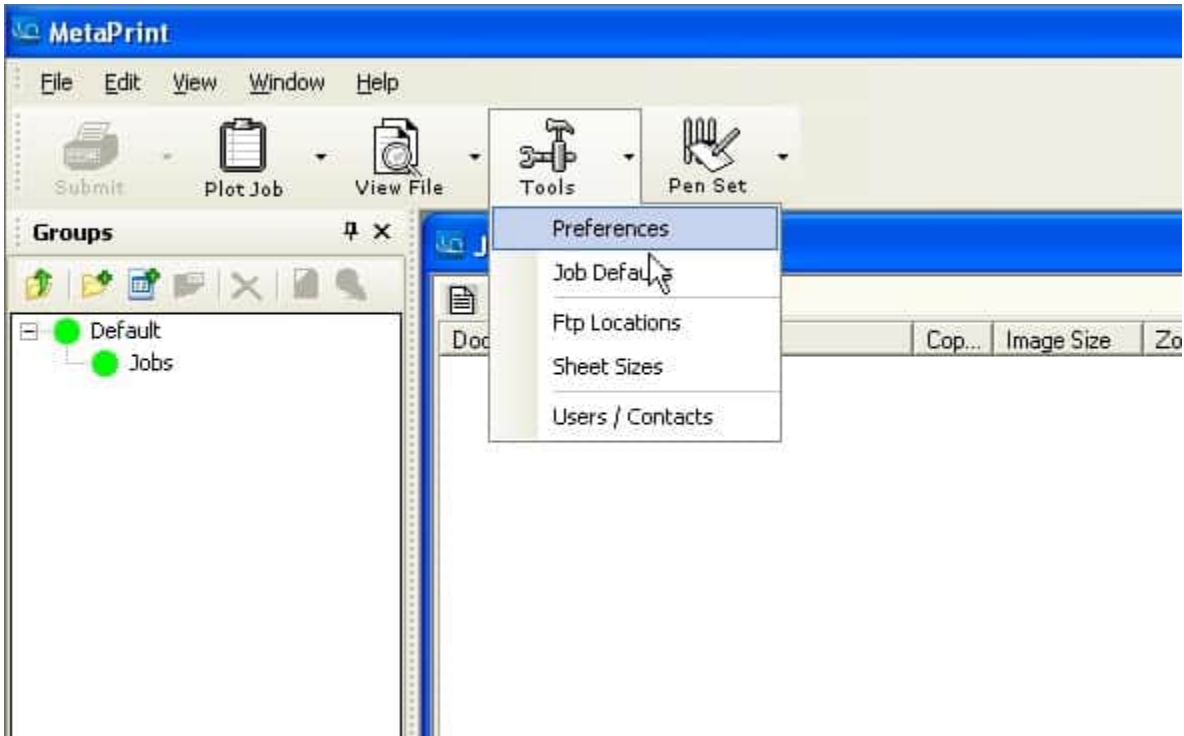 MetaPrint
File Edit View Window Help
Submit Plot Job View File Tools Pen Set
Groups
Preferences
Job Defaults
Ftp Locations
Sheet Sizes
Users / Contacts
Default
Jobs
Cop... Image Size